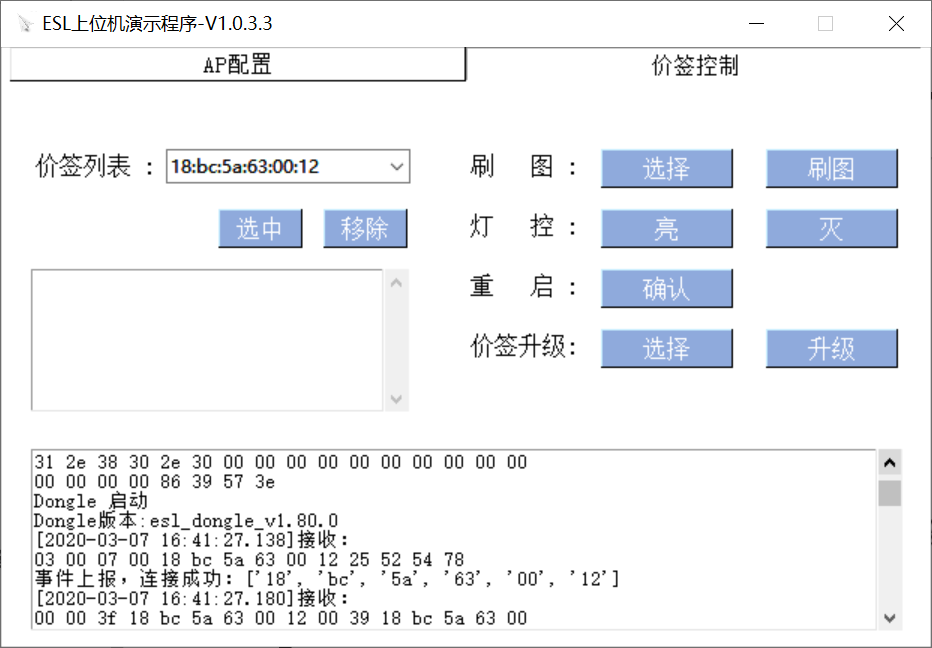 ESL上位机演示程序-V1.0.3.3
AP配置 价签控制
价签列表 : 18:bc:5a:63:00:12
选中 移除
刷 图 : 选择 刷图
灯 控 : 亮 灭
重 启 : 确认
价签升级: 选择 升级
31 2e 38 30 2e 30 00 00 00 00 00 00 00 00 00 00
00 00 00 00 86 39 57 3e
Dongle 启动
Dongle版本:esl_dongle_v1.80.0
[2020-03-07 16:41:27.138]接收:
03 00 07 00 18 bc 5a 63 00 12 25 52 54 78
事件上报，连接成功: ['18', 'bc', '5a', '63', '00', '12']
[2020-03-07 16:41:27.180]接收:
00 00 3f 18 bc 5a 63 00 12 00 39 18 bc 5a 63 00